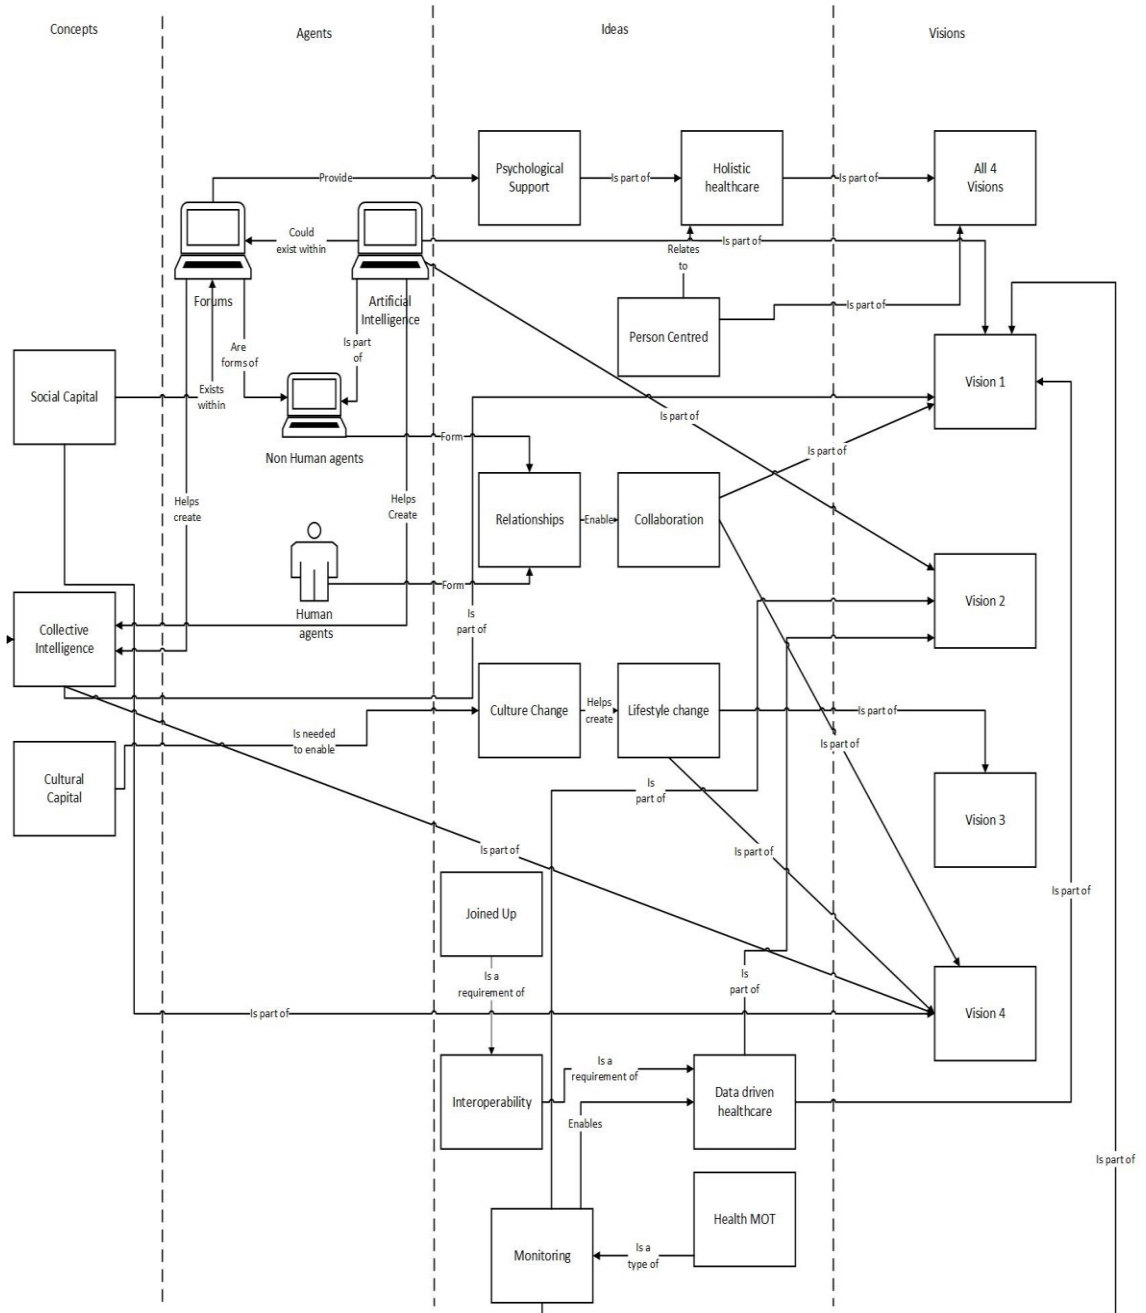 Concepts
Agents
Ideas
Visions
Provide
Psychological
Support
Is part of
Holistic
healthcare
Is part of
All 4
Visions
Could
exist within
Is part of
Relates
to
Forums
Artificial
Intelligence
Is part of
Person Centred
Are
forms of
Is part
of
Social Capital
Exists
within
Vision 1
Is part of
Form
Non Human agents
Is part of
Helps
create
Helps
Create
Relationships
Enable
Collaboration
Form
Human
agents
Is
part of
Vision 2
Collective
Intelligence
Culture Change
Helps
create
Lifestyle change
Is part of
Is needed
to enable
Is part of
Cultural
Capital
Is
part of
Vision 3
Is part of
Is part of
Is part of
Joined Up
Is a
requirement of
Is
part of
Is part of
Vision 4
Is a
requirement of
Interoperability
Data driven
healthcare
Enables
Is part of
Health MOT
Monitoring
Is a
type of